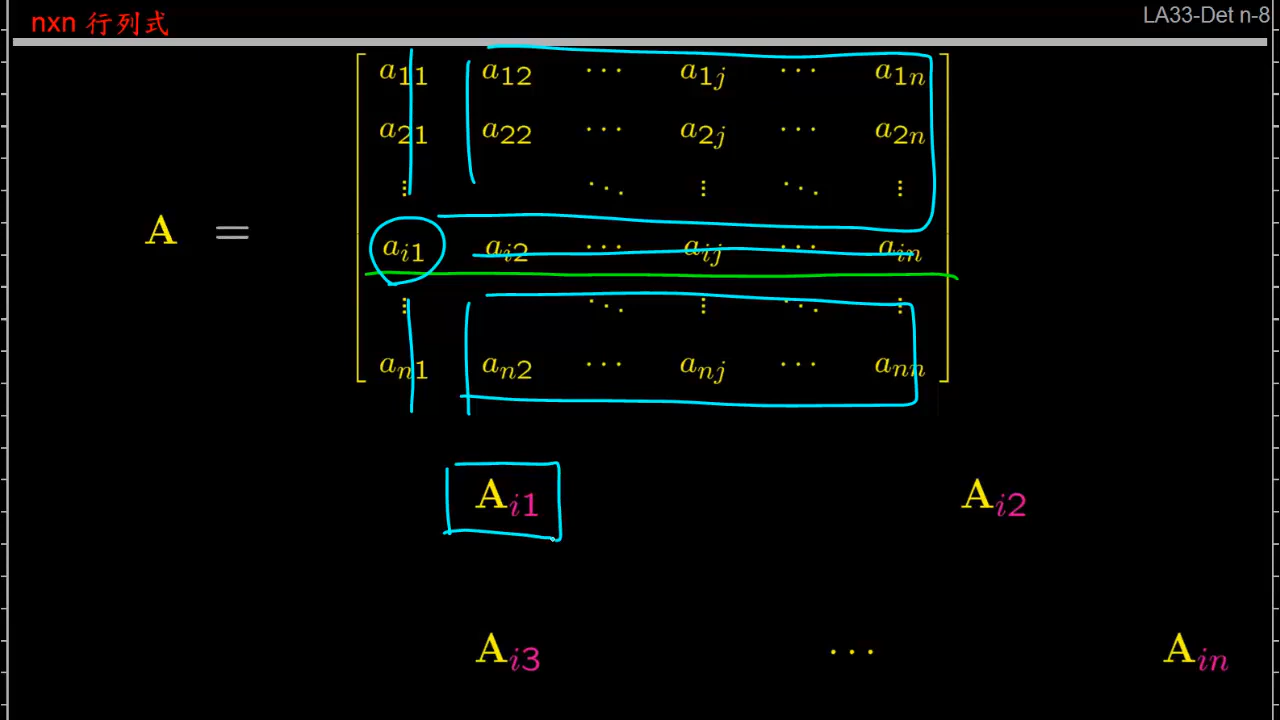 nxn 行列式
LA33-Det n-8
a11 a12 ⋯ a1j ⋯ a1n
a21 a22 ⋯ a2j ⋯ a2n
⋮ ⋱ ⋮ ⋱ ⋮
A = ai1 ai2 ⋯ aij ⋯ ain
⋮ ⋱ ⋮ ⋱ ⋮
an1 an2 ⋯ anj ⋯ ann
Ai1 Ai2
Ai3 ⋯ Ain